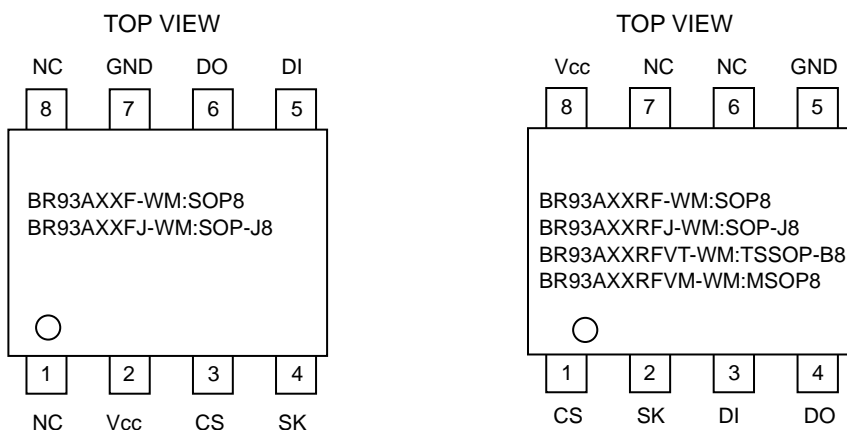 TOP VIEW
NC GND DO DI
8 7 6 5
BR93AXXF-WM:SOP8
BR93AXXFJ-WM:SOP-J8
1 2 3 4
NC Vcc CS SK
TOP VIEW
Vcc NC NC GND
8 7 6 5
BR93AXXRF-WM:SOP8
BR93AXXRFJ-WM:SOP-J8
BR93AXXRFVT-WM:TSSOP-B8
BR93AXXRFVM-WM:MSOP8
1 2 3 4
CS SK DI DO